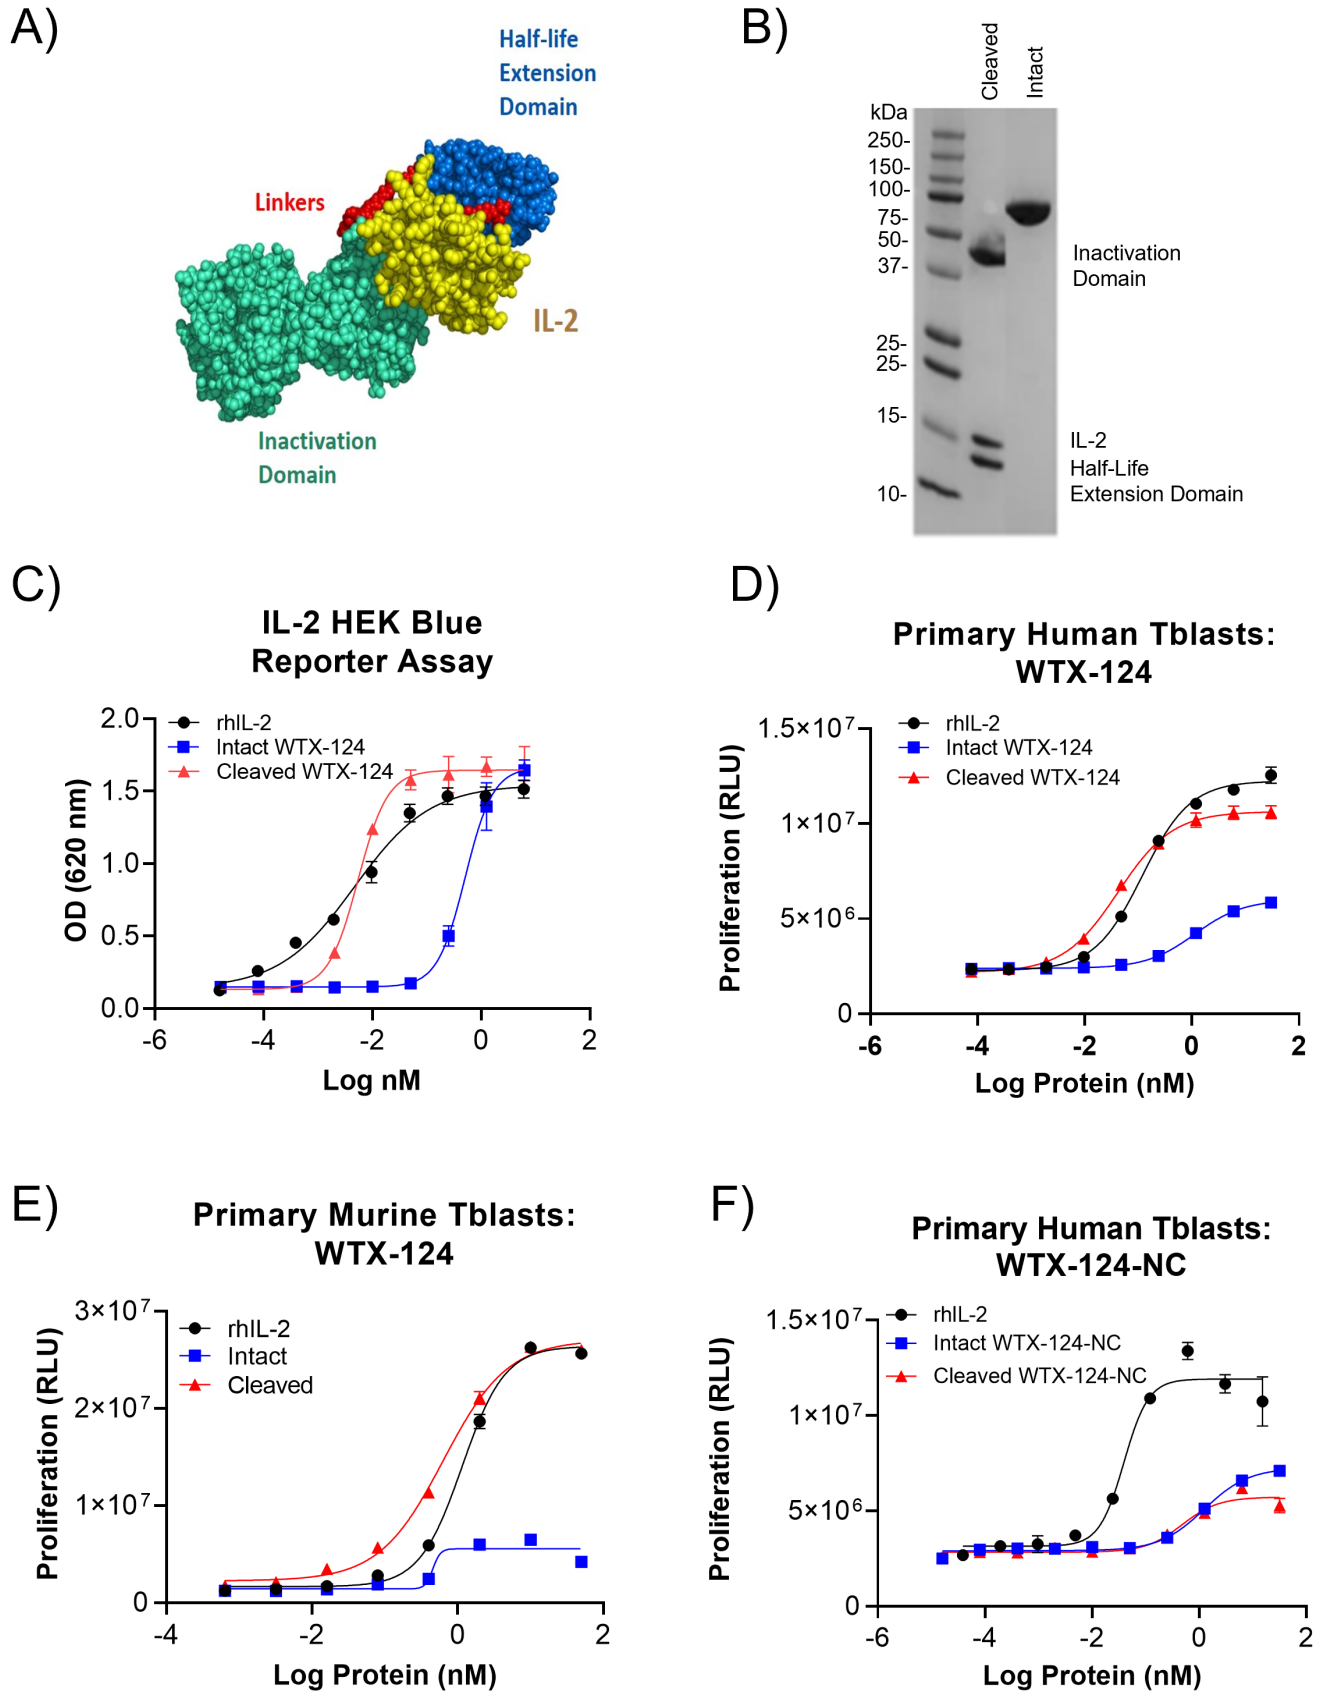 A)
Half-life
Extension
Domain
Linkers
IL-2
Inactivation
Domain
B)
Cleaved
Intact
kDa
250-
150-
100-
75-
50-
37-
25-
25-
15-
10-
Inactivation
Domain
IL-2
Half-Life
Extension Domain
C)
IL-2 HEK Blue
Reporter Assay
rhIL-2
Intact WTX-124
Cleaved WTX-124
OD (620 nm)
2.0
1.5
1.0
0.5
0.0
-6 -4 -2 0 2
Log nM
D)
Primary Human Tblasts:
WTX-124
rhIL-2
Intact WTX-124
Cleaved WTX-124
Proliferation (RLU)
1.5×10⁷
1×10⁷
5×10⁶
0
-6 -4 -2 0 2
Log Protein (nM)
E)
Primary Murine Tblasts:
WTX-124
rhIL-2
Intact
Cleaved
Proliferation (RLU)
3×10⁷
2×10⁷
1×10⁷
0
-4 -2 0 2
Log Protein (nM)
F)
Primary Human Tblasts:
WTX-124-NC
rhIL-2
Intact WTX-124-NC
Cleaved WTX-124-NC
Proliferation (RLU)
1.5×10⁷
1×10⁷
5×10⁶
0
-6 -4 -2 0 2
Log Protein (nM)